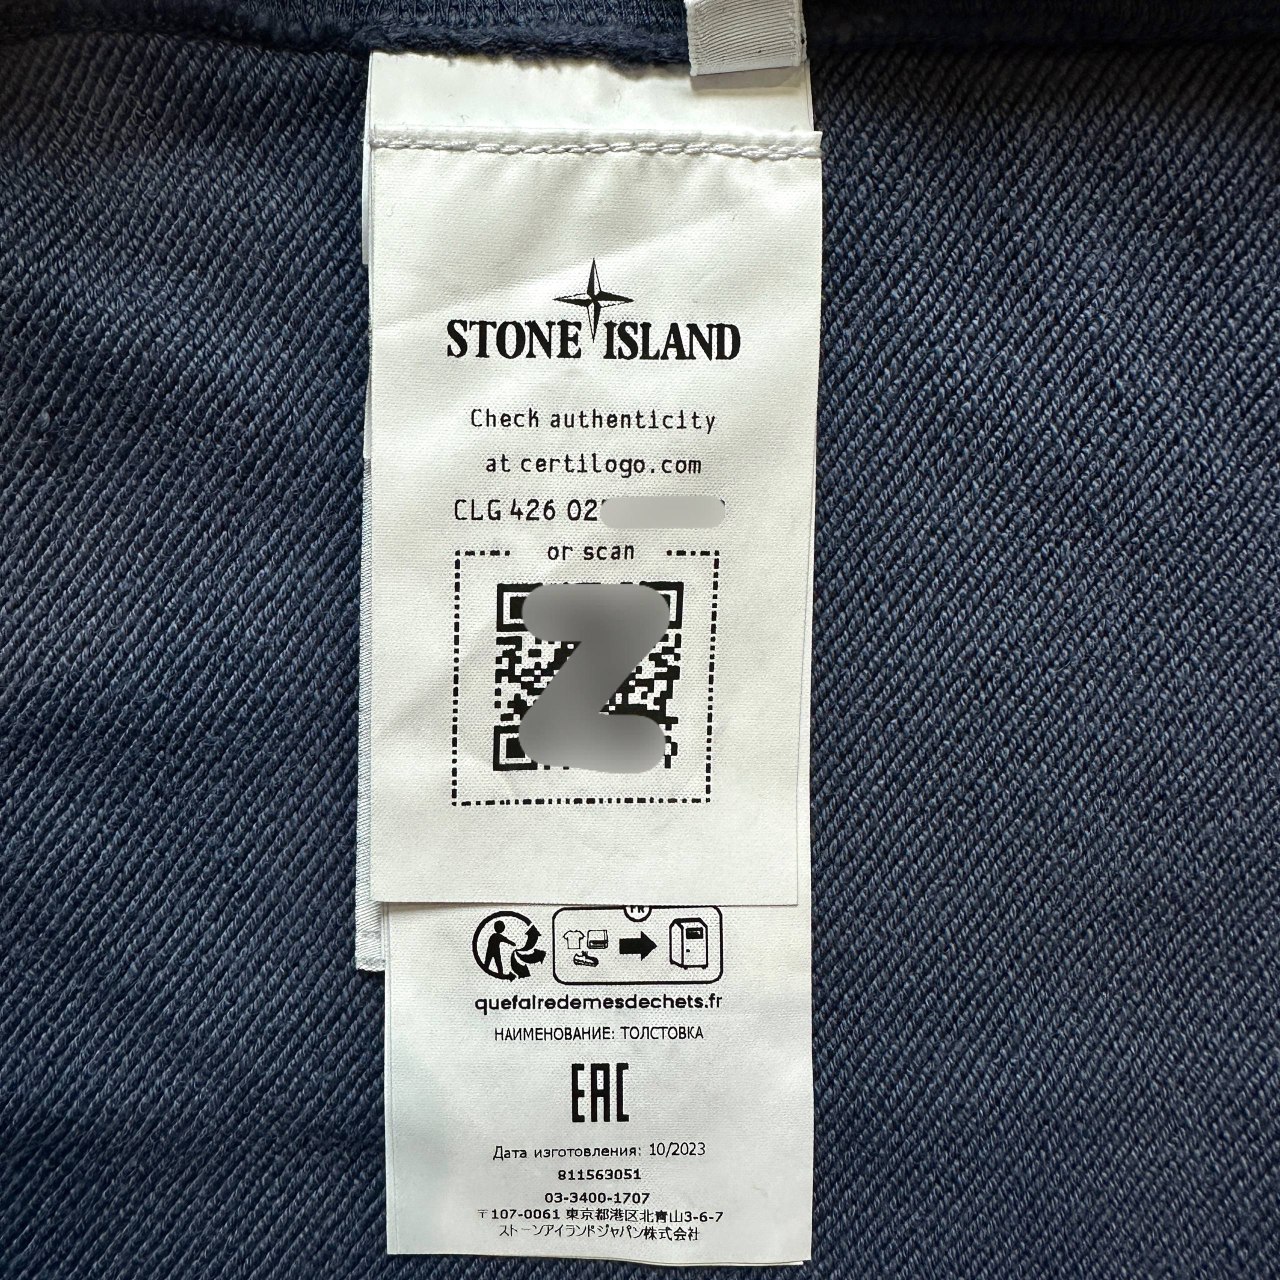 STONE ISLAND
Check authenticity
at certilogo.com
CLG 426 02
or scan
FR
quefairedemesdechets.fr
НАИМЕНОВАНИЕ: ТОЛСТОВКА
EAC
Дата изготовления: 10/2023
811563051
03-3400-1707
〒107-0061 東京都港区北青山3-6-7
ストーンアイランドジャパン株式会社